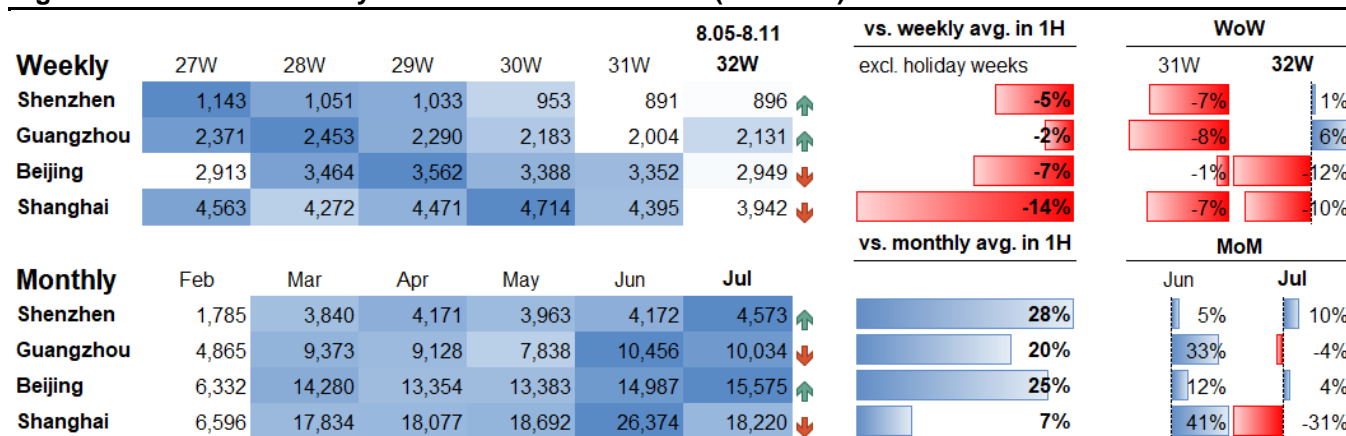 8.05-8.11 vs. weekly avg. in 1H WoW
Weekly 27W 28W 29W 30W 31W 32W excl. holiday weeks 31W 32W
Shenzhen 1,143 1,051 1,033 953 891 896 -5% -7% 1%
Guangzhou 2,371 2,453 2,290 2,183 2,004 2,131 -2% -8% 6%
Beijing 2,913 3,464 3,562 3,388 3,352 2,949 -7% -1% -12%
Shanghai 4,563 4,272 4,471 4,714 4,395 3,942 -14% -7% -10%
vs. monthly avg. in 1H MoM
Monthly Feb Mar Apr May Jun Jul Jun Jul
Shenzhen 1,785 3,840 4,171 3,963 4,172 4,573 28% 5% 10%
Guangzhou 4,865 9,373 9,128 7,838 10,456 10,034 20% 33% -4%
Beijing 6,332 14,280 13,354 13,383 14,987 15,575 25% 12% 4%
Shanghai 6,596 17,834 18,077 18,692 26,374 18,220 7% 41% -31%